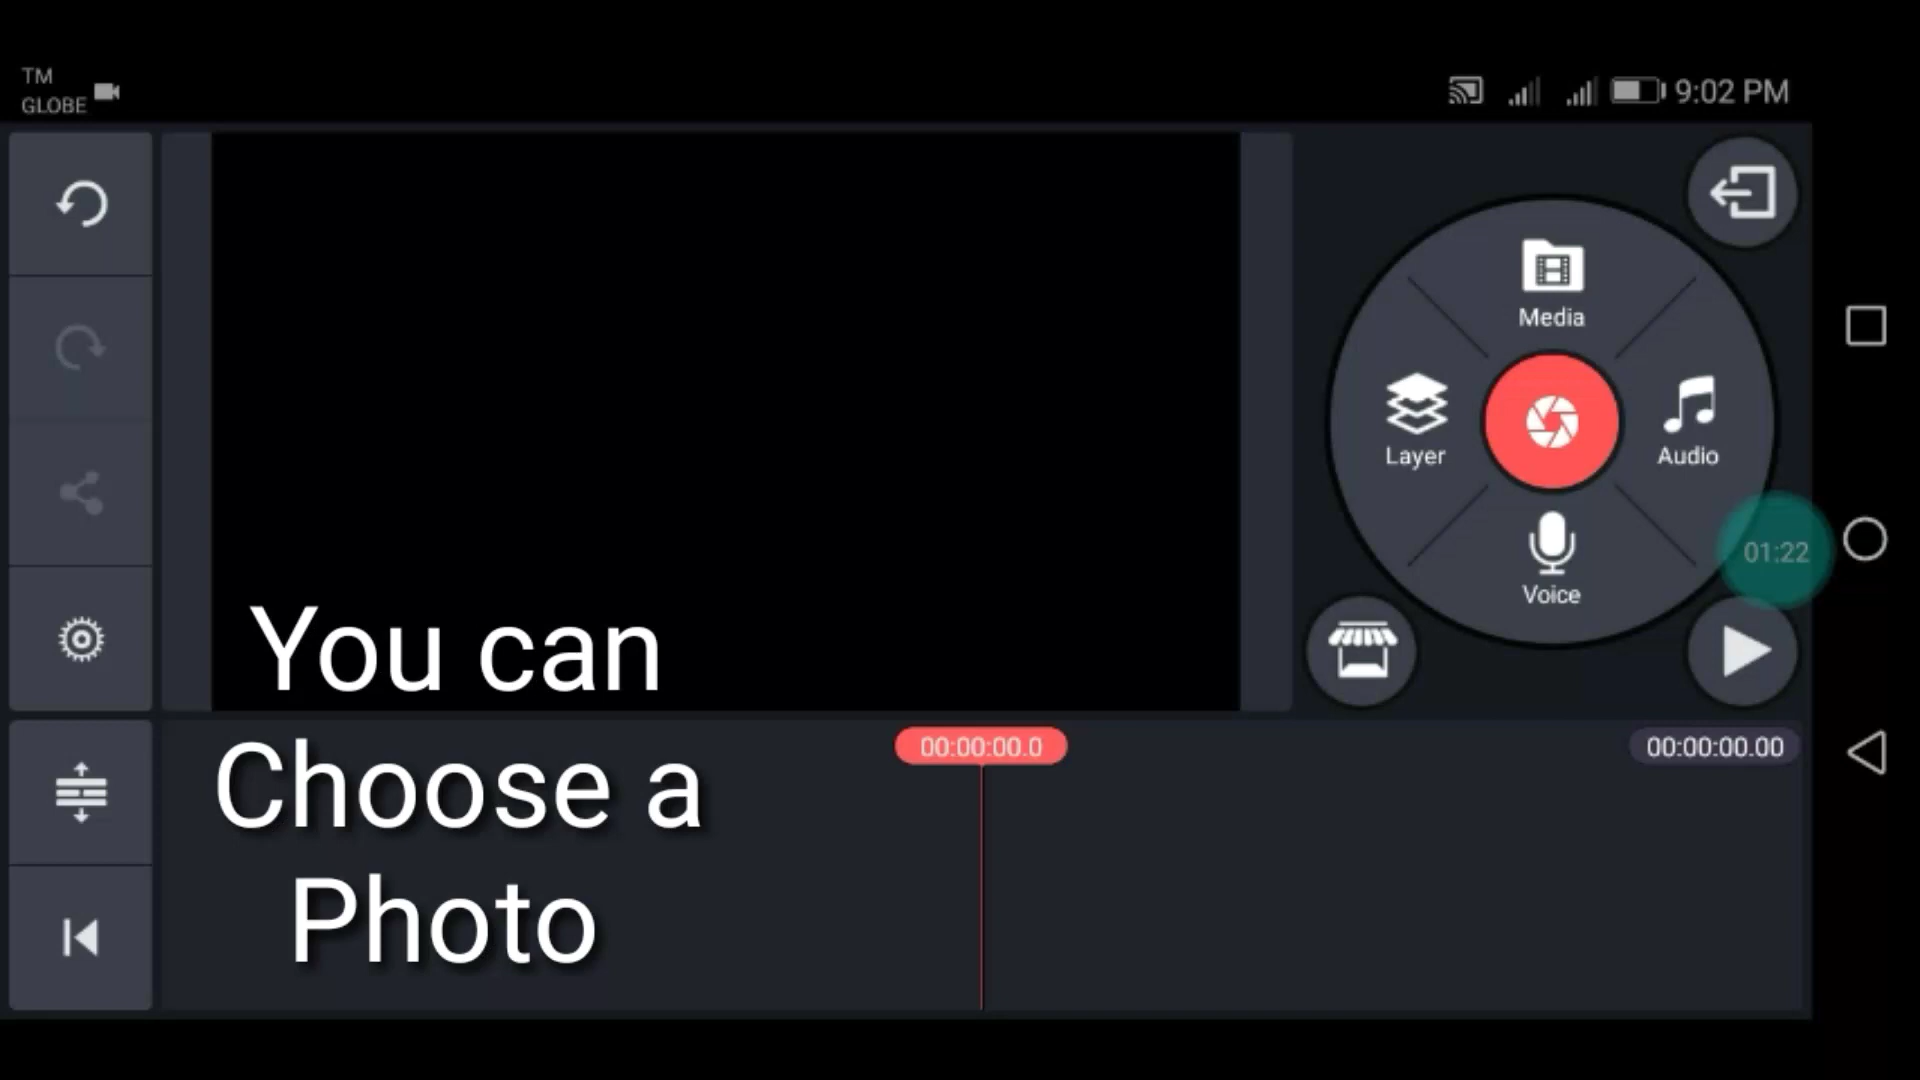 TM
GLOBE
9:02 PM
Media
Layer
Audio
01:22
Voice
You can
Choose a
Photo
00:00:00.0
00:00:00.00